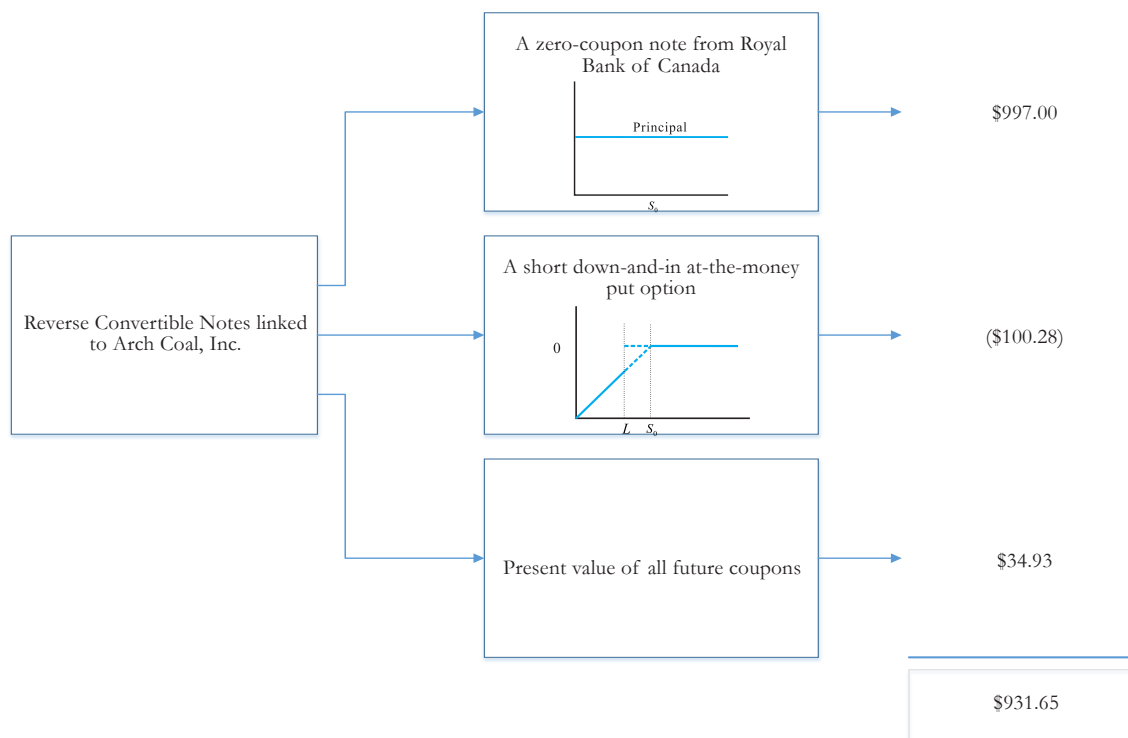 A zero-coupon note from Royal
Bank of Canada
Principal
S₀
$997.00
Reverse Convertible Notes linked
to Arch Coal, Inc.
A short down-and-in at-the-money
put option
0
L S₀
($100.28)
Present value of all future coupons
$34.93
$931.65